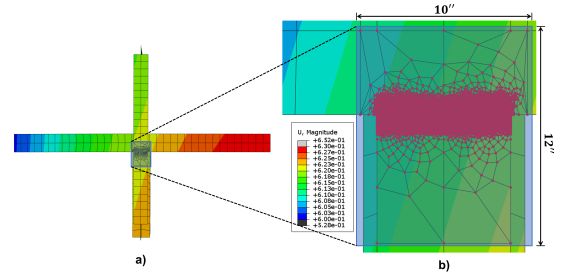 10″
U, Magnitude
+6.52e-01
+6.30e-01
+6.27e-01
+6.25e-01
+6.23e-01
+6.20e-01
+6.18e-01
+6.15e-01
+6.13e-01
+6.10e-01
+6.08e-01
+6.05e-01
+6.03e-01
+6.00e-01
+5.28e-01
12″
a)
b)